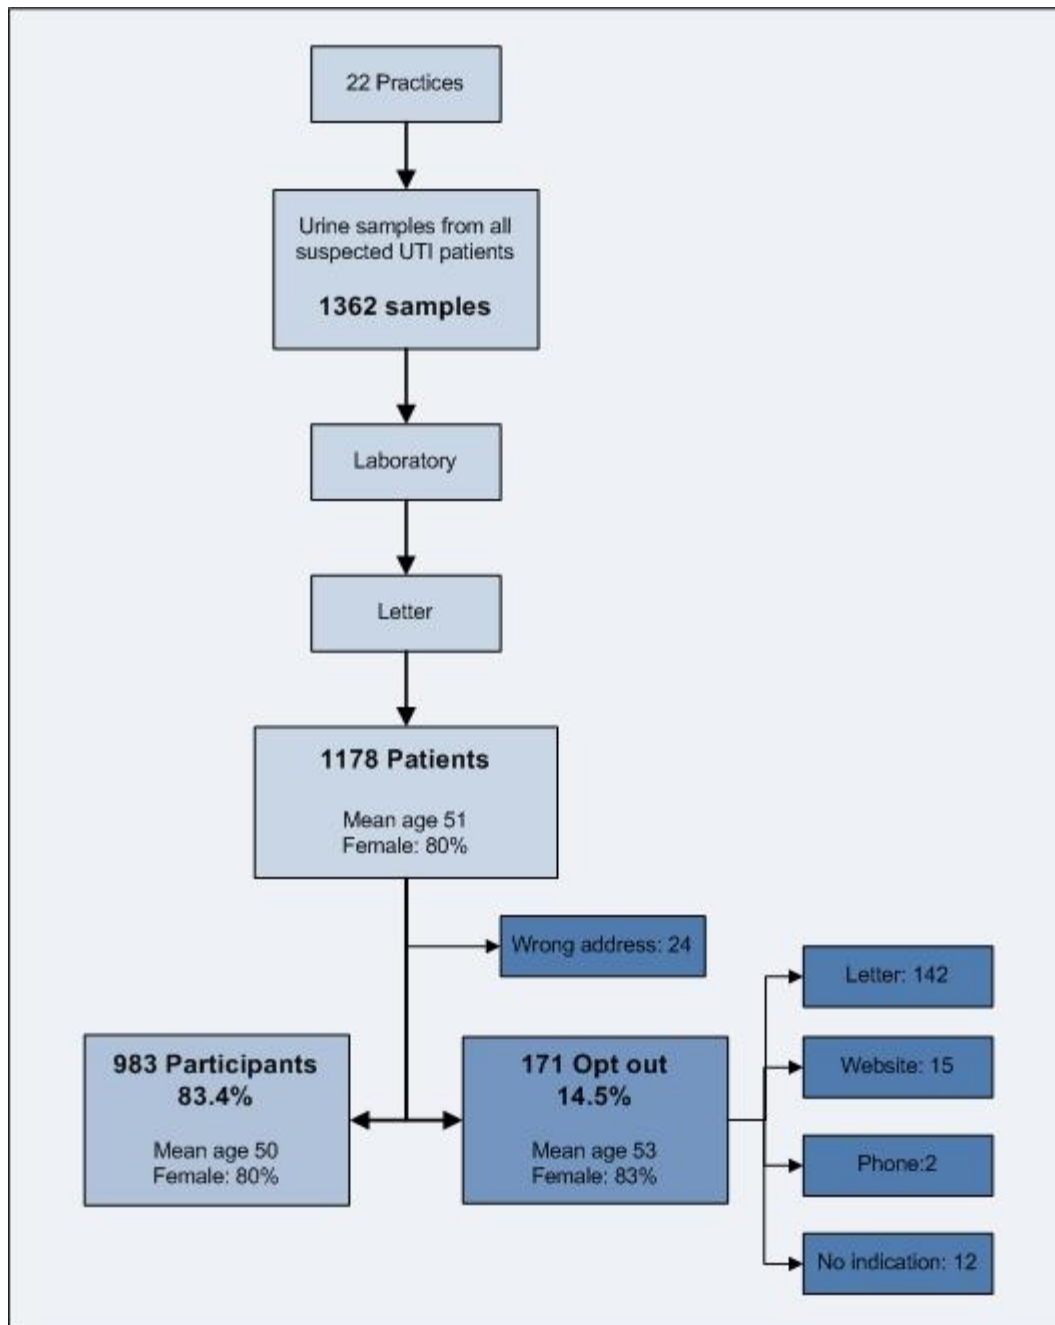 22 Practices
Urine samples from all
suspected UTI patients
1362 samples
Laboratory
Letter
1178 Patients
Mean age 51
Female: 80%
Wrong address: 24
983 Participants
83.4%
Mean age 50
Female: 80%
171 Opt out
14.5%
Mean age 53
Female: 83%
Letter: 142
Website: 15
Phone:2
No indication: 12